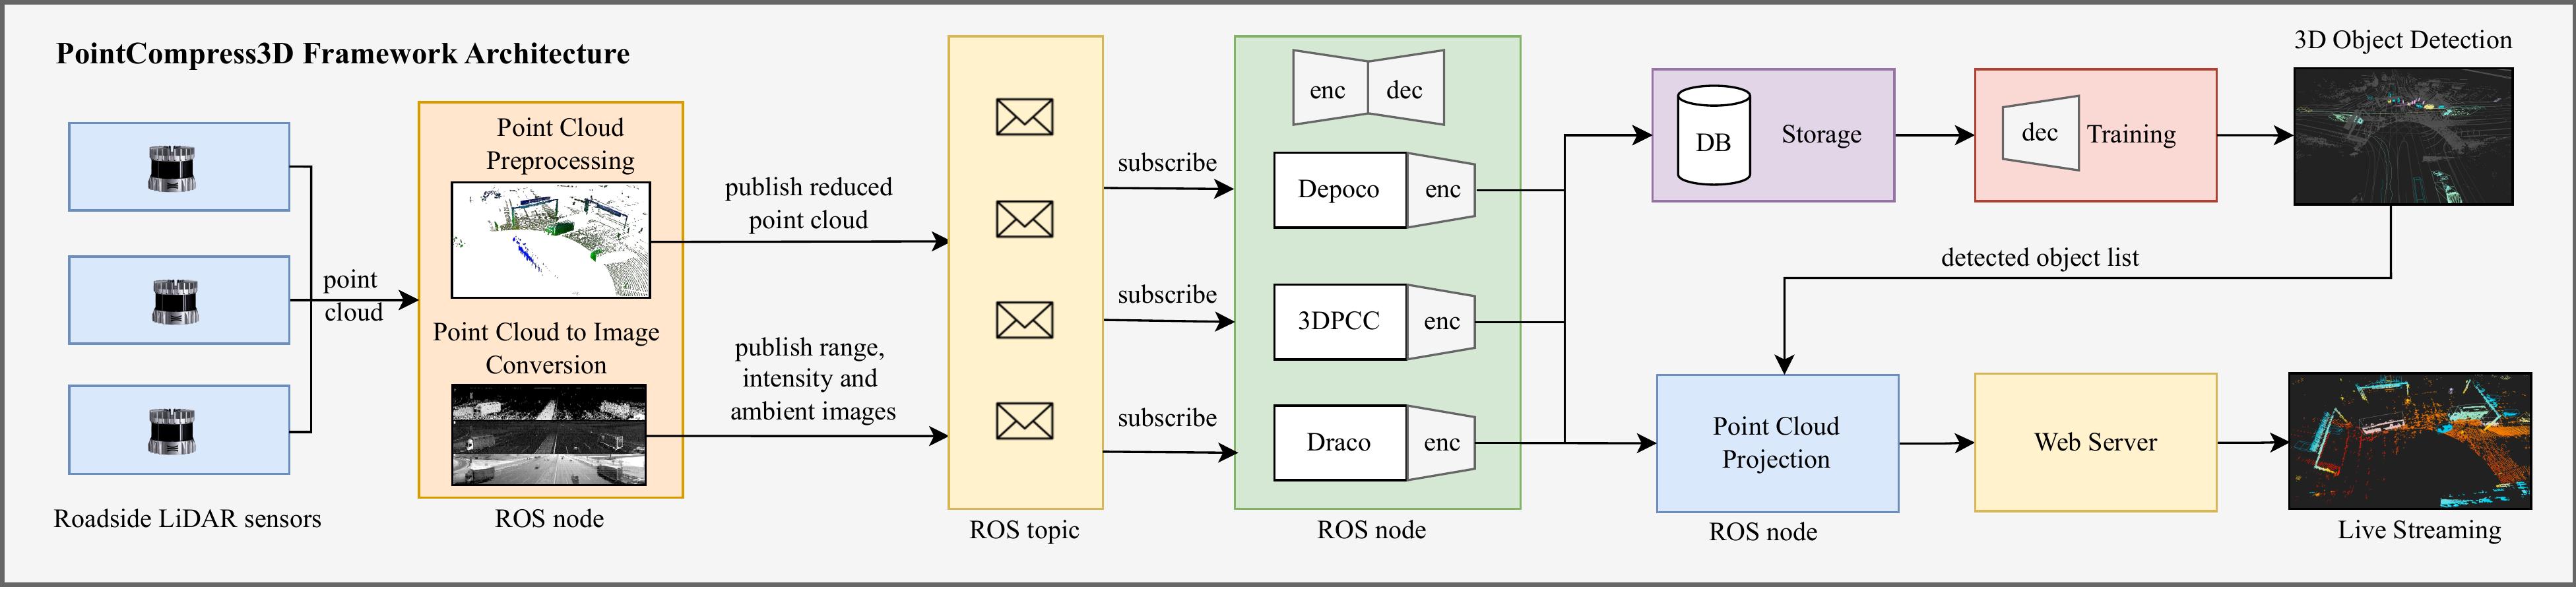 PointCompress3D Framework Architecture
Roadside LiDAR sensors
point
cloud
Point Cloud
Preprocessing
Point Cloud to Image
Conversion
ROS node
publish reduced
point cloud
publish range,
intensity and
ambient images
ROS topic
subscribe
subscribe
subscribe
enc dec
Depoco enc
3DPCC enc
Draco enc
ROS node
DB Storage
dec Training
3D Object Detection
detected object list
Point Cloud
Projection
ROS node
Web Server
Live Streaming